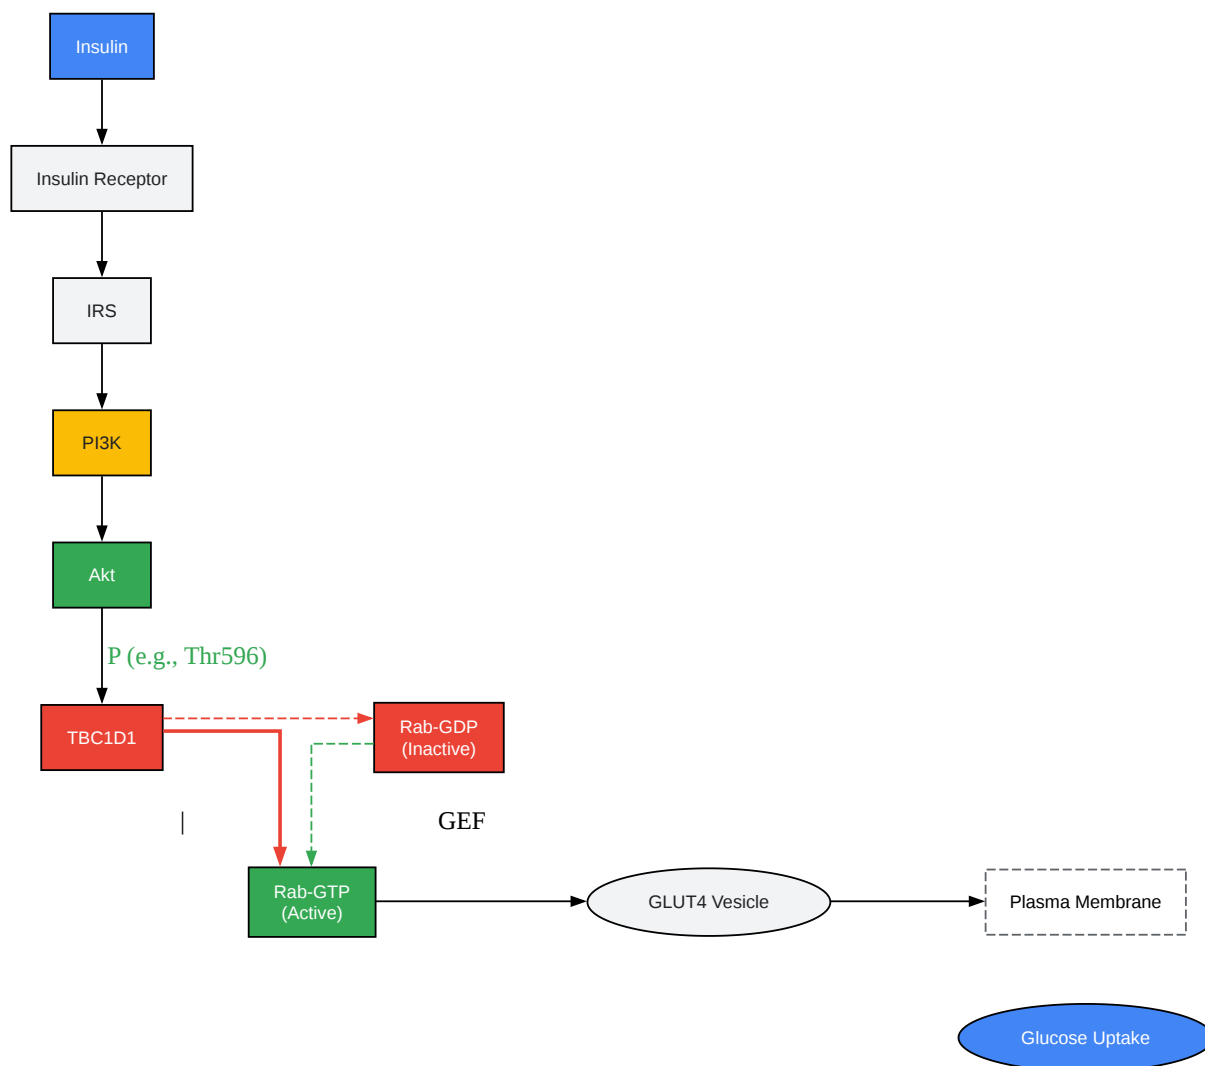 Insulin
Insulin Receptor
IRS
PI3K
Akt
P (e.g., Thr596)
TBC1D1
Rab-GDP
(Inactive)
|
GEF
Rab-GTP
(Active)
GLUT4 Vesicle
Plasma Membrane
Glucose Uptake